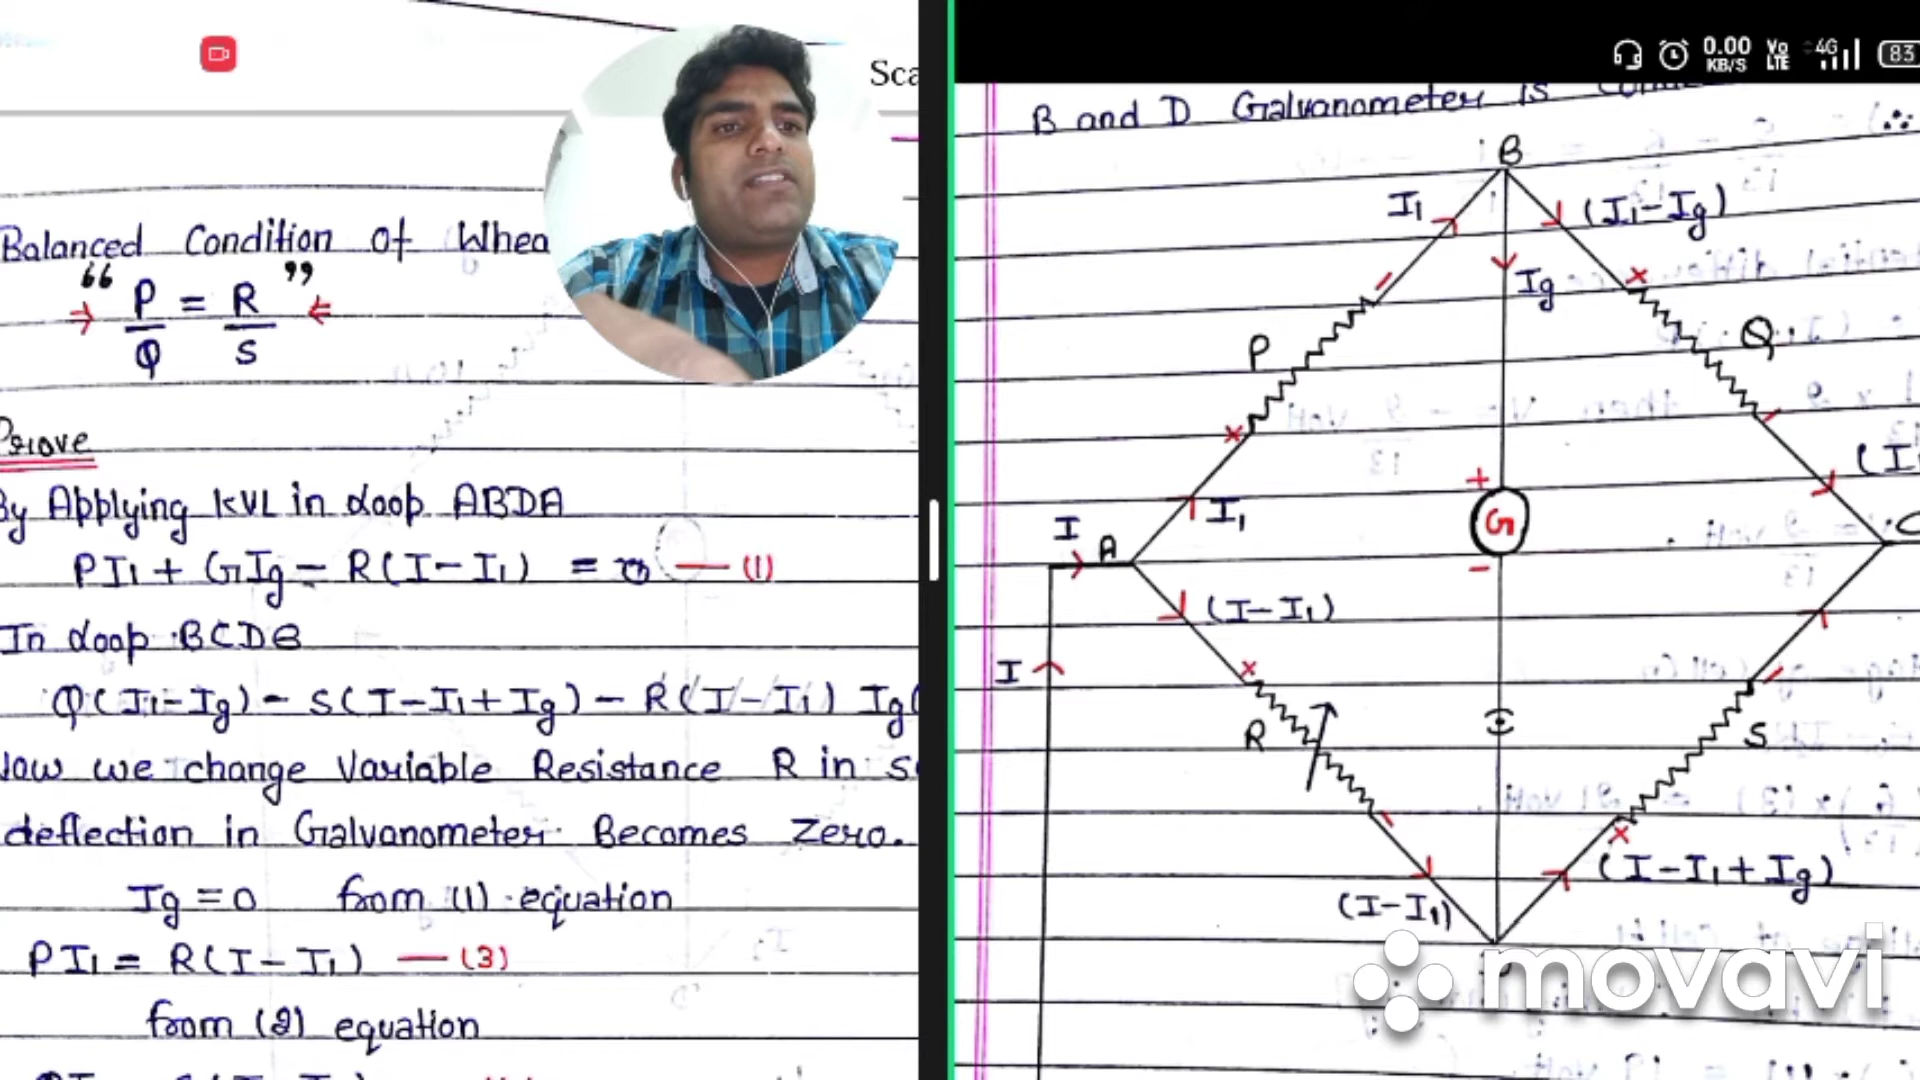 Sca
Balanced Condition of Whea
" P/Q = R/S "
Prove
By Applying KVL in Loop ABDA
PI₁ + GIg - R(I-I₁) = 0 — (1)
In Loop BCDB
Q(I₁-Ig) - S(I-I₁+Ig) - R(I-I₁) Ig(
Now we change Variable Resistance R in s
deflection in Galvanometer Becomes Zero.
Ig = 0 from (1) equation
PI₁ = R(I-I₁) — (3)
from (2) equation
0.00 KB/S Vo LTE 4G 83
B and D Galvanometer is
B
I₁
(I₁-Ig)
Ig
P
Q
(I
+
G
-
I
A
I₁
C
(I-I₁)
I
R
S
(I-I₁)
(I-I₁+Ig)
movavi